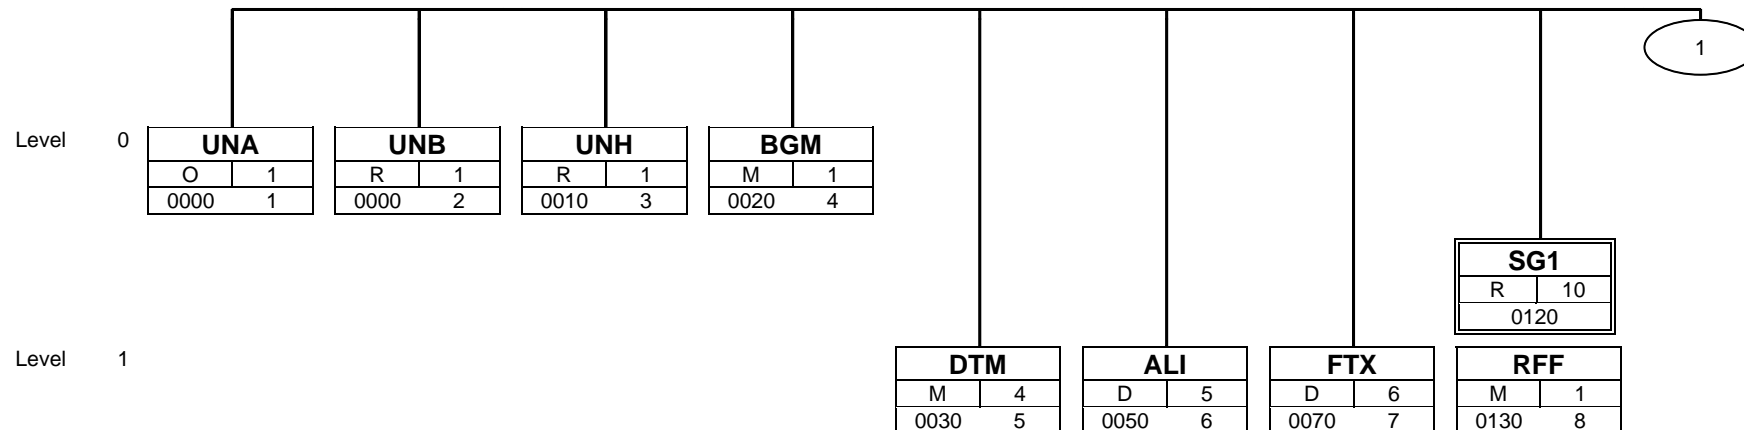 1
Level 0
UNA UNB UNH BGM
O 1 R 1 R 1 M 1
0000 1 0000 2 0010 3 0020 4
SG1
R 10
0120
Level 1
DTM ALI FTX RFF
M 4 D 5 D 6 M 1
0030 5 0050 6 0070 7 0130 8